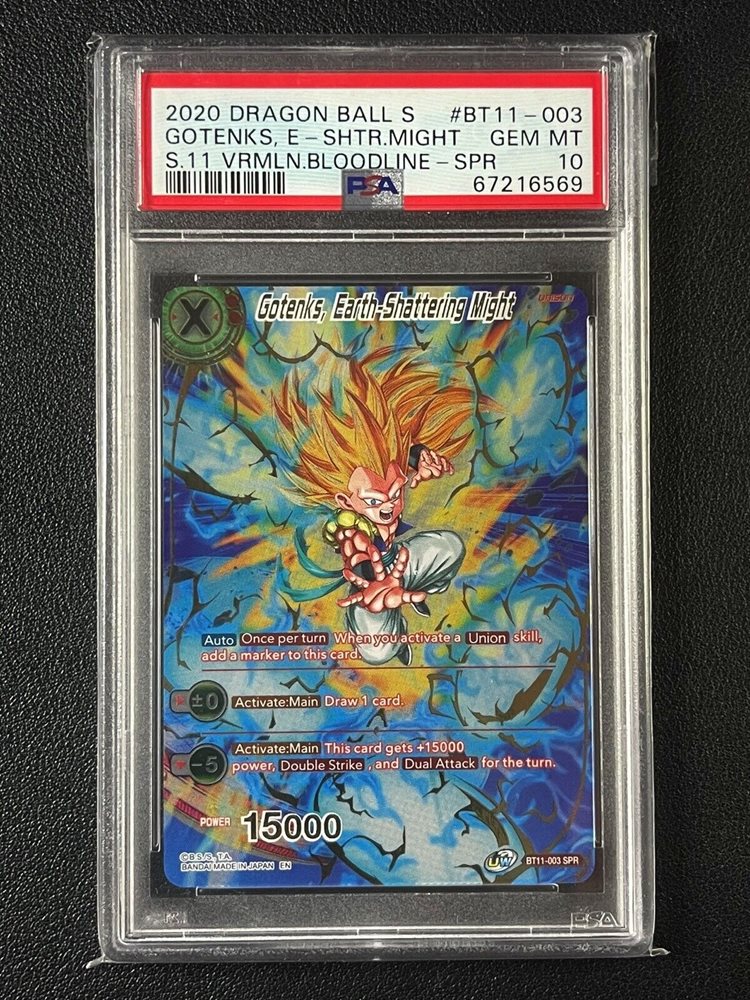 2020 DRAGON BALL S #BT11-003
GOTENKS, E-SHTR.MIGHT GEM MT
S.11 VRMLN.BLOODLINE-SPR 10
PSA 67216569
X Gotenks, Earth-Shattering Might UNISON
Auto Once per turn When you activate a Union skill,
add a marker to this card.
±0 Activate:Main Draw 1 card.
-5 Activate:Main This card gets +15000
power, Double Strike, and Dual Attack for the turn.
POWER 15000
©B.S./S., T.A.
BANDAI MADE IN JAPAN EN
UW BT11-003 SPR
PSA